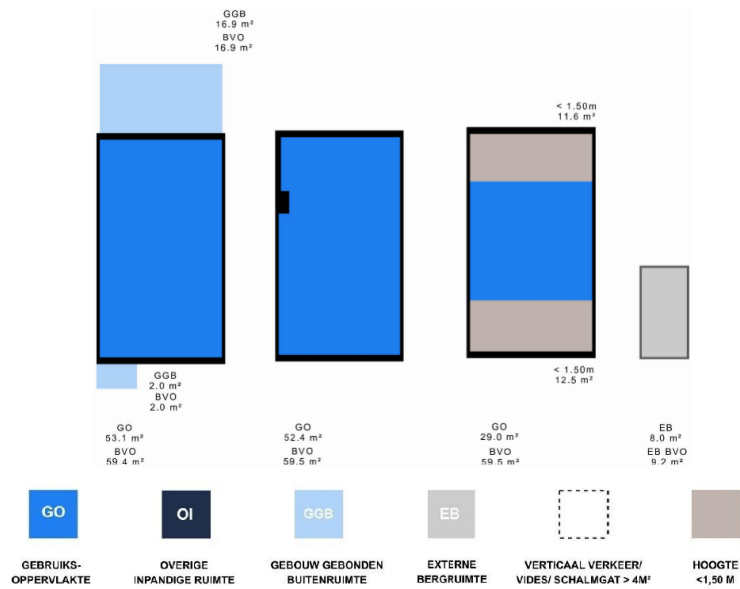 GGB
16.9 m²
BVO
16.9 m²
< 1.50m
11.6 m²
GGB
2.0 m²
BVO
2.0 m²
< 1.50m
12.5 m²
GO
53.1 m²
BVO
59.4 m²
GO
52.4 m²
BVO
59.5 m²
GO
29.0 m²
BVO
59.5 m²
EB
8.0 m²
EB BVO
9.2 m²
GO
GEBRUIKS-
OPPERVLAKTE
OI
OVERIGE
INPANDIGE RUIMTE
GGB
GEBOUW GEBONDEN
BUITENRUIMTE
EB
EXTERNE
BERGRUIMTE
VERTICAAL VERKEER/
VIDES/ SCHALMGAT > 4M²
HOOGTE
<1,50 M